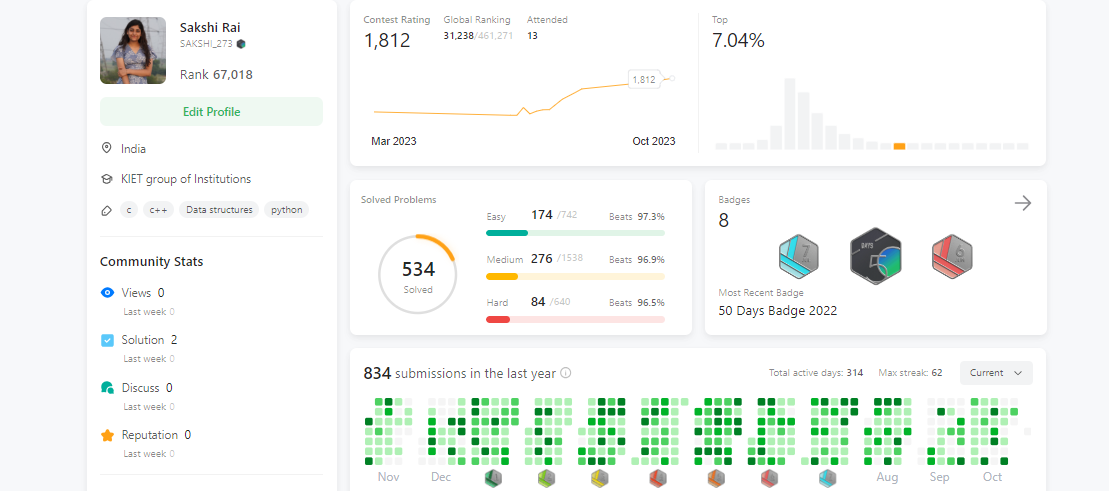 Sakshi Rai
SAKSHI_273
Rank 67,018
Edit Profile
India
KIET group of Institutions
c c++ Data structures python
Community Stats
Views 0
Last week 0
Solution 2
Last week 0
Discuss 0
Last week 0
Reputation 0
Last week 0
Contest Rating Global Ranking Attended
1,812 31,238/461,271 13
1,812
Mar 2023 Oct 2023
Top
7.04%
Solved Problems
534
Solved
Easy 174 /742 Beats 97.3%
Medium 276 /1538 Beats 96.9%
Hard 84 /640 Beats 96.5%
Badges
8
DAYS
7
6
Most Recent Badge
50 Days Badge 2022
834 submissions in the last year Total active days: 314 Max streak: 62 Current
Nov Dec Aug Sep Oct